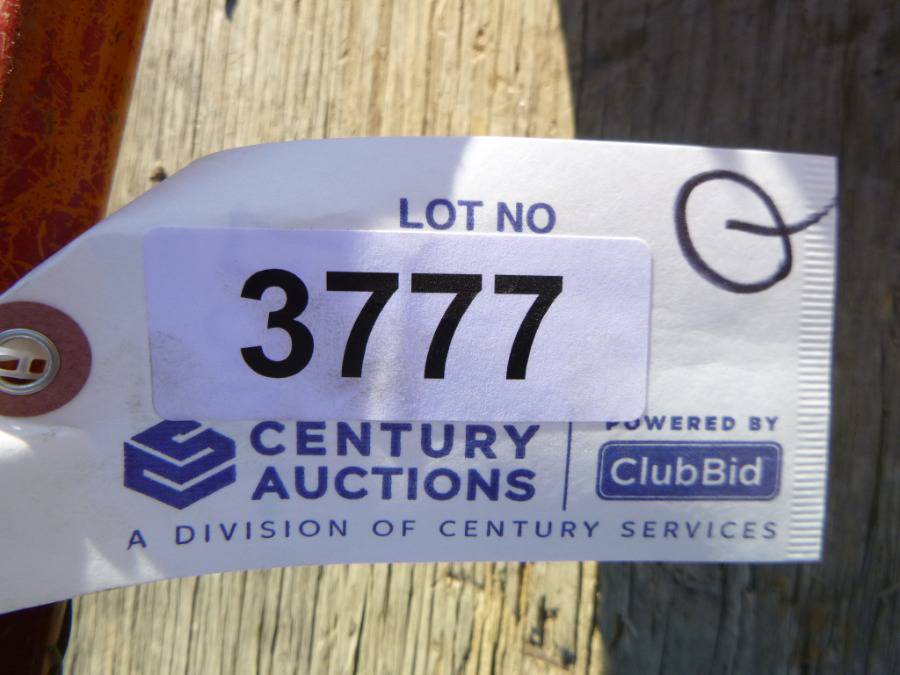 LOT NO
3777
CENTURY
AUCTIONS
POWERED BY
ClubBid
A DIVISION OF CENTURY SERVICES